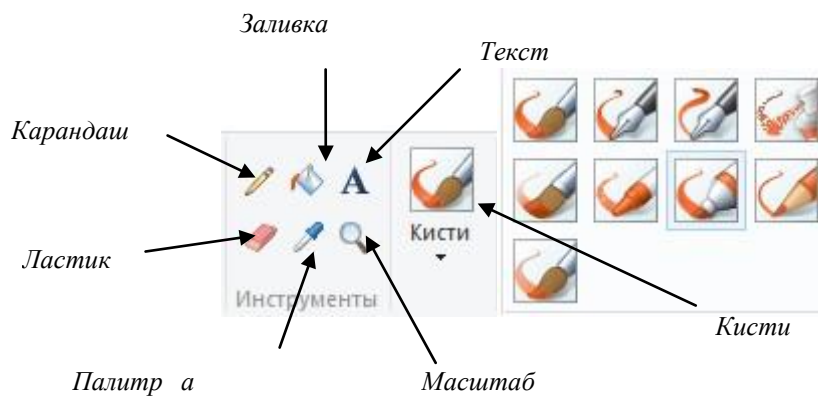 Заливка
Текст
Карандаш
A
Кисти
Ластик
Инструменты
Кисти
Палитр а
Масштаб